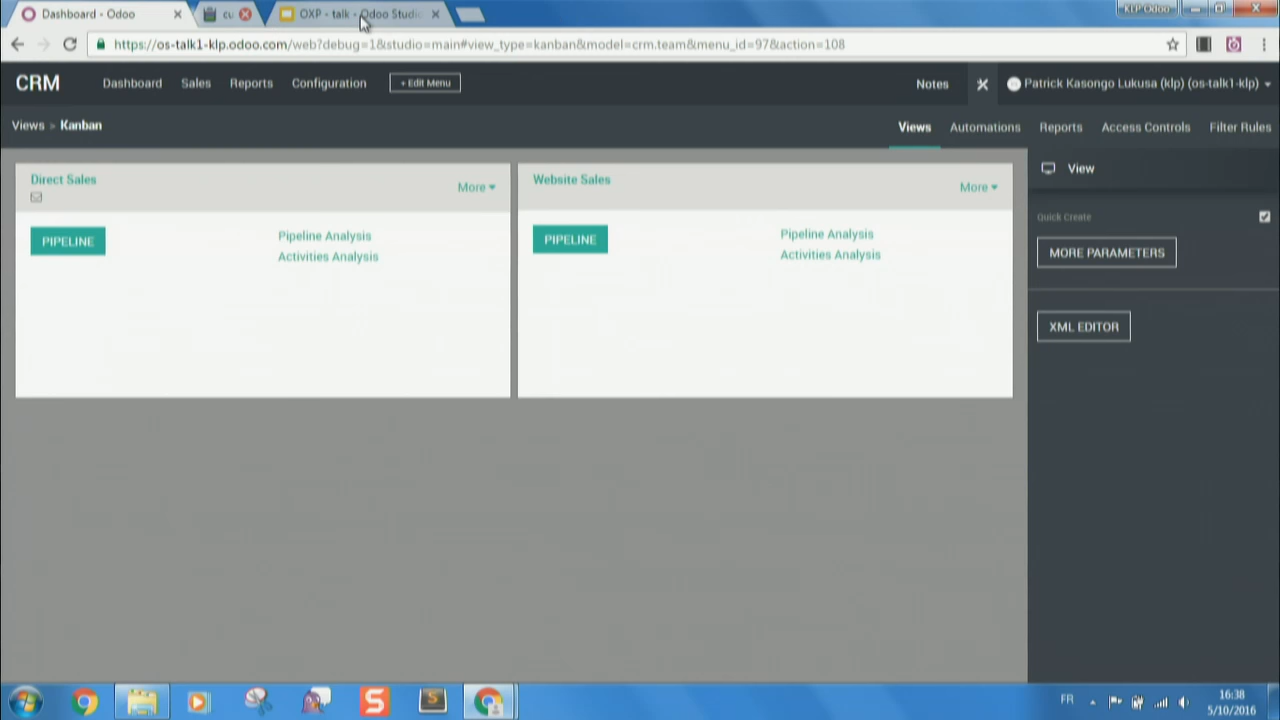 Dashboard - Odoo
cu
OXP - talk - Odoo Studi
KLP Odoo
https://os-talk1-klp.odoo.com/web?debug=1&studio=main#view_type=kanban&model=crm.team&menu_id=97&action=108
CRM
Dashboard
Sales
Reports
Configuration
+ Edit Menu
Notes
Patrick Kasongo Lukusa (klp) (os-talk1-klp)
Views > Kanban
Views
Automations
Reports
Access Controls
Filter Rules
Direct Sales
More
Website Sales
More
View
PIPELINE
Pipeline Analysis
Activities Analysis
PIPELINE
Pipeline Analysis
Activities Analysis
Quick Create
MORE PARAMETERS
XML EDITOR
FR
16:38
5/10/2016